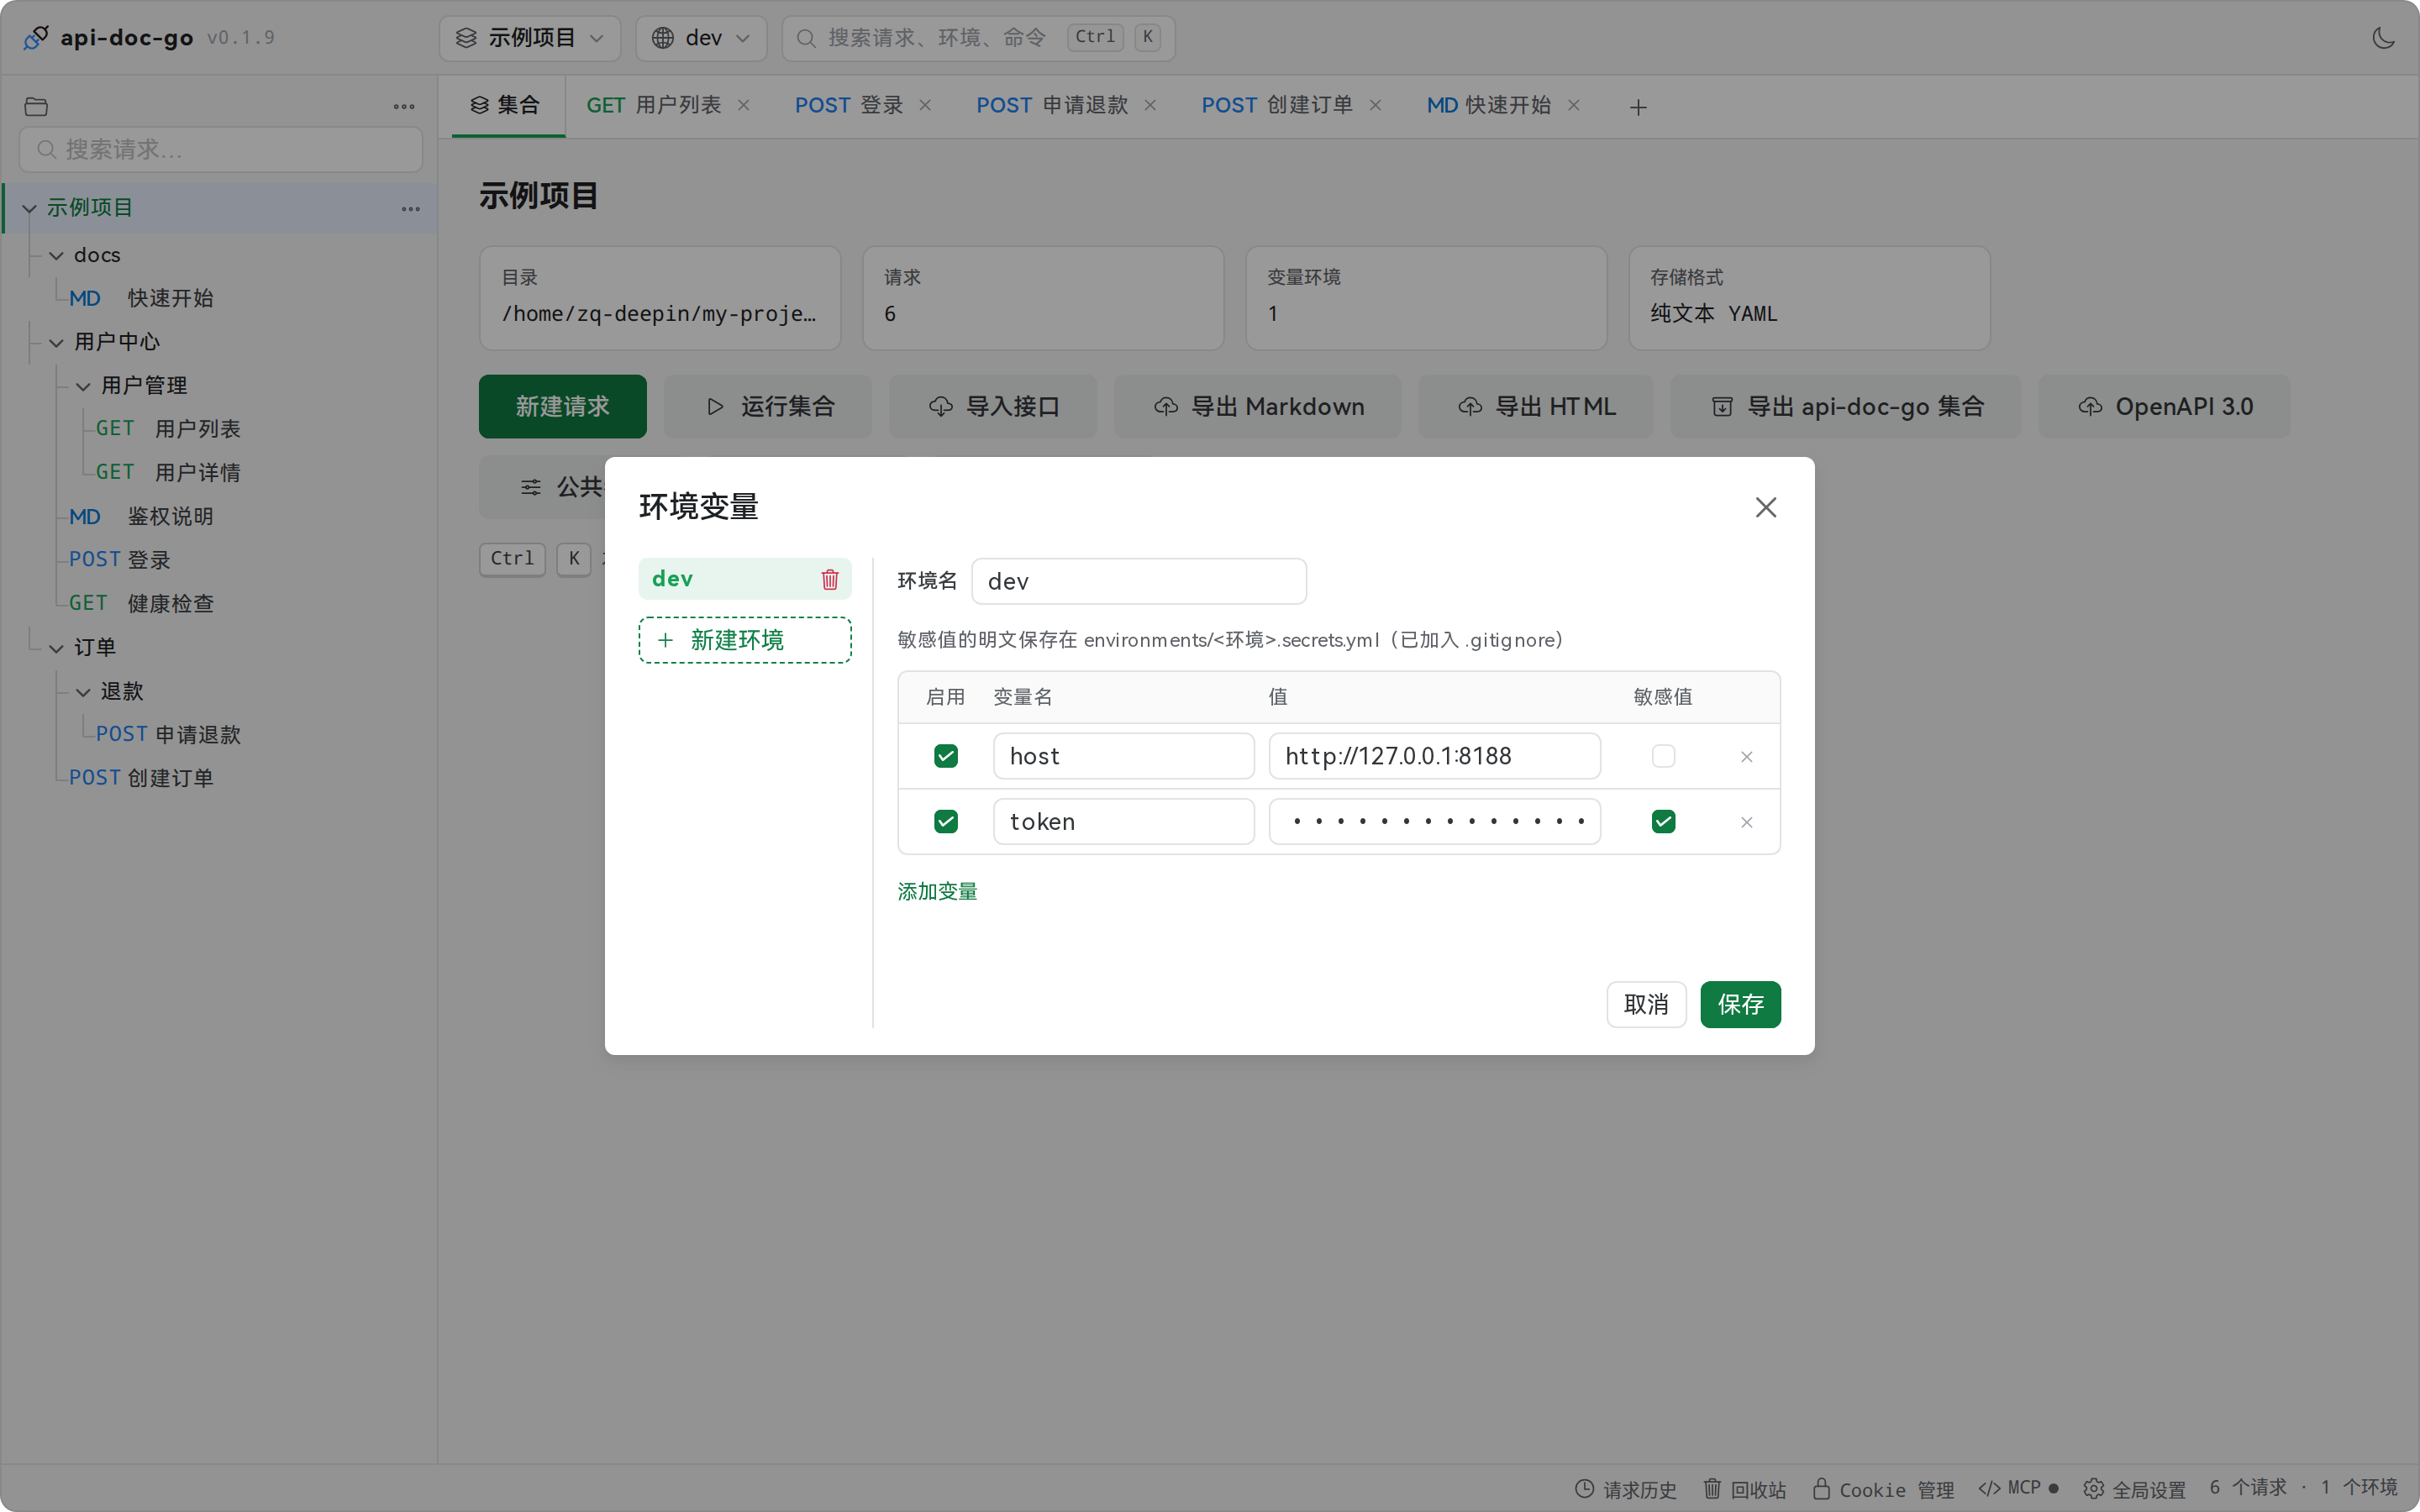 api-doc-go v0.1.9
示例项目
dev
搜索请求、环境、命令 Ctrl K
搜索请求...
示例项目
docs
MD 快速开始
用户中心
用户管理
GET 用户列表
GET 用户详情
MD 鉴权说明
POST 登录
GET 健康检查
订单
退款
POST 申请退款
POST 创建订单
集合
GET 用户列表
POST 登录
POST 申请退款
POST 创建订单
MD 快速开始
示例项目
目录
/home/zq-deepin/my-proje…
请求
6
变量环境
1
存储格式
纯文本 YAML
新建请求
运行集合
导入接口
导出 Markdown
导出 HTML
导出 api-doc-go 集合
OpenAPI 3.0
公共
Ctrl K
环境变量
dev
新建环境
环境名 dev
敏感值的明文保存在 environments/<环境>.secrets.yml（已加入 .gitignore）
启用 变量名 值 敏感值
host http://127.0.0.1:8188
token ••••••••••••••
添加变量
取消 保存
请求历史 回收站 Cookie 管理 </> MCP 全局设置 6 个请求 · 1 个环境